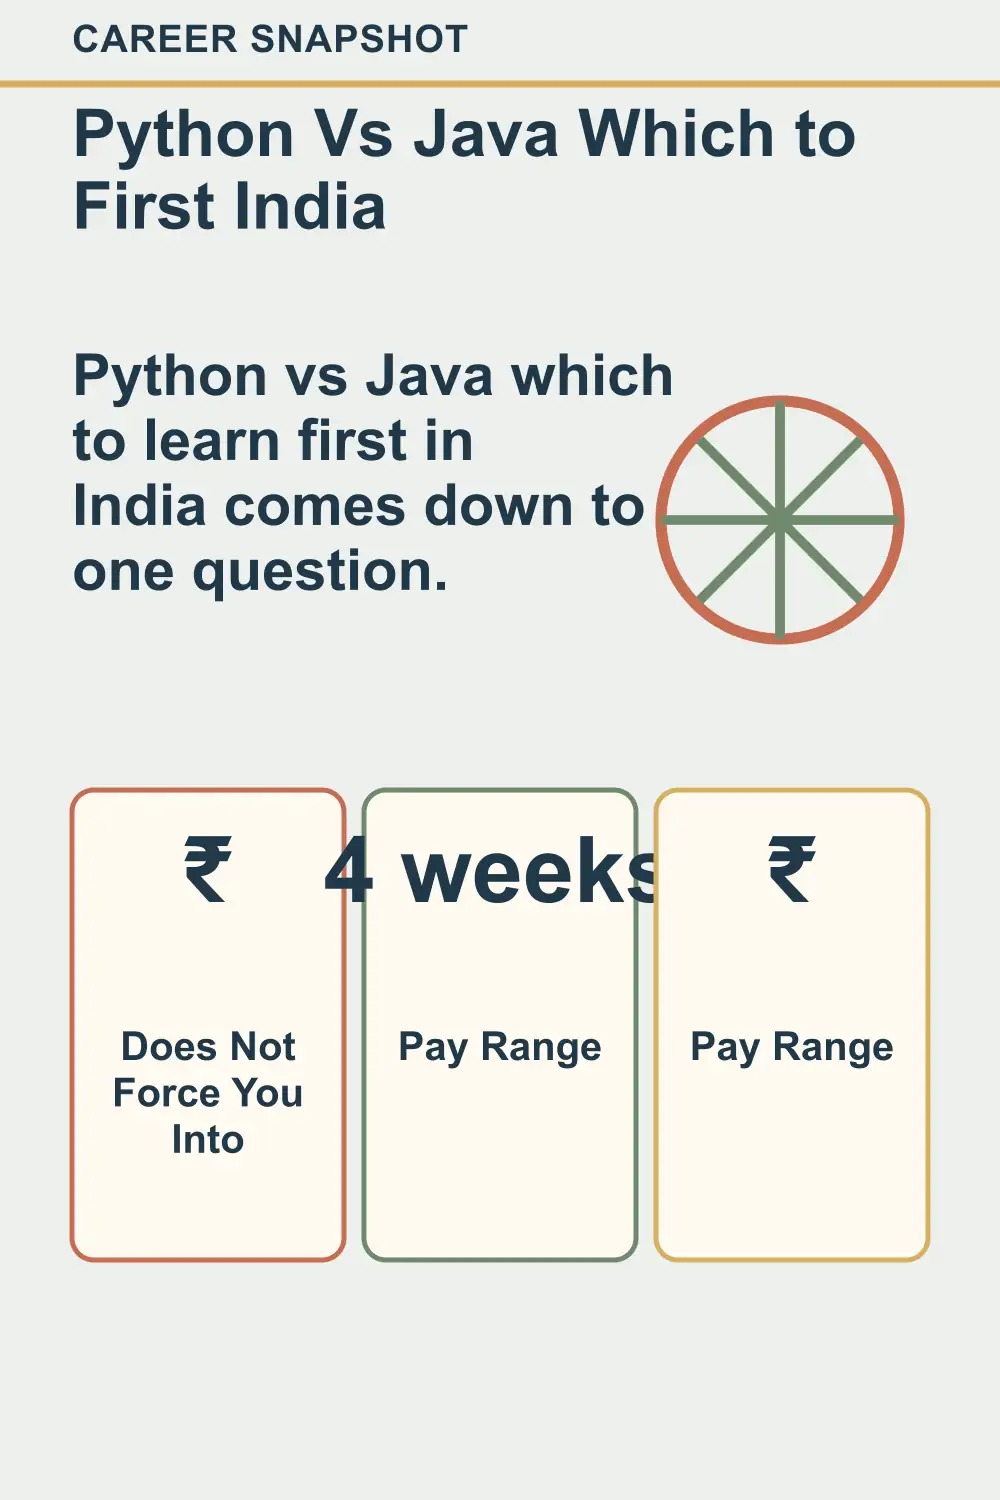 CAREER SNAPSHOT
Python Vs Java Which to
First India
Python vs Java which
to learn first in
India comes down to
one question.
₹
4 weeks
₹
Does Not
Force You
Into
Pay Range
Pay Range